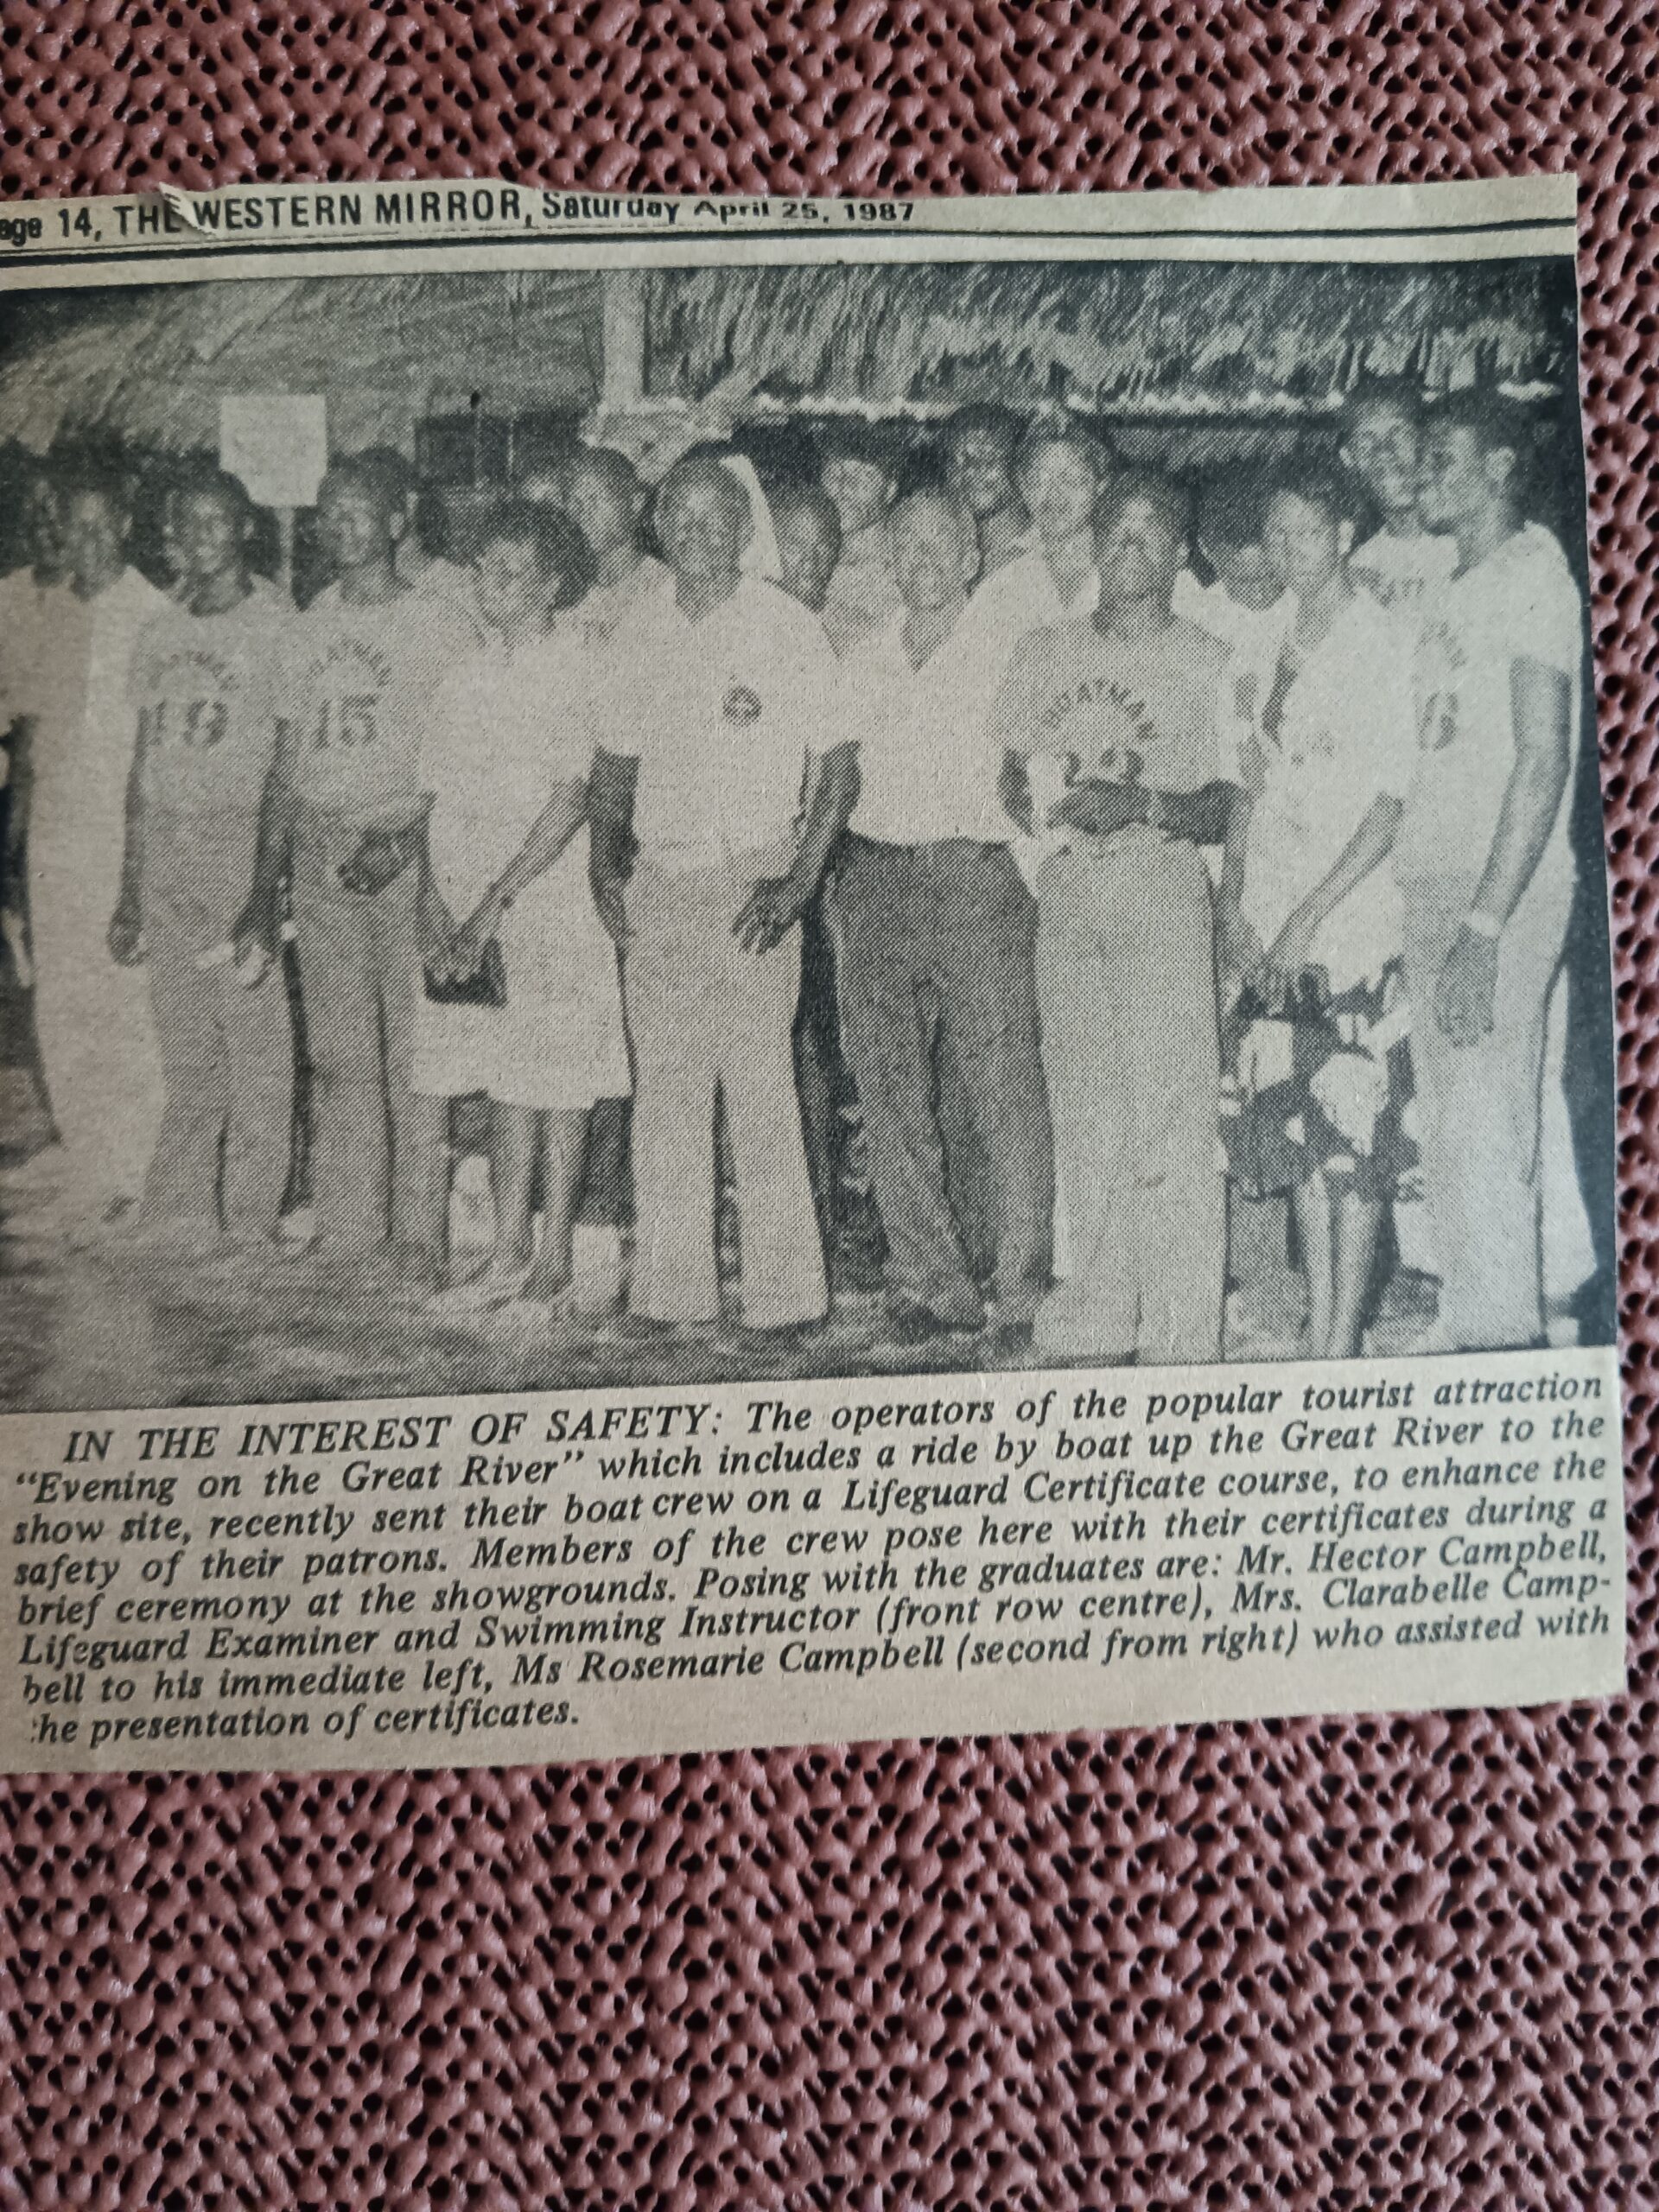 age 14, THE WESTERN MIRROR, Saturday April 25, 1987
19
15
BOATMAN
6
IN THE INTEREST OF SAFETY: The operators of the popular tourist attraction
“Evening on the Great River” which includes a ride by boat up the Great River to the
show site, recently sent their boat crew on a Lifeguard Certificate course, to enhance the
safety of their patrons. Members of the crew pose here with their certificates during a
brief ceremony at the showgrounds. Posing with the graduates are: Mr. Hector Campbell,
Lifeguard Examiner and Swimming Instructor (front row centre), Mrs. Clarabelle Camp-
bell to his immediate left, Ms Rosemarie Campbell (second from right) who assisted with
the presentation of certificates.